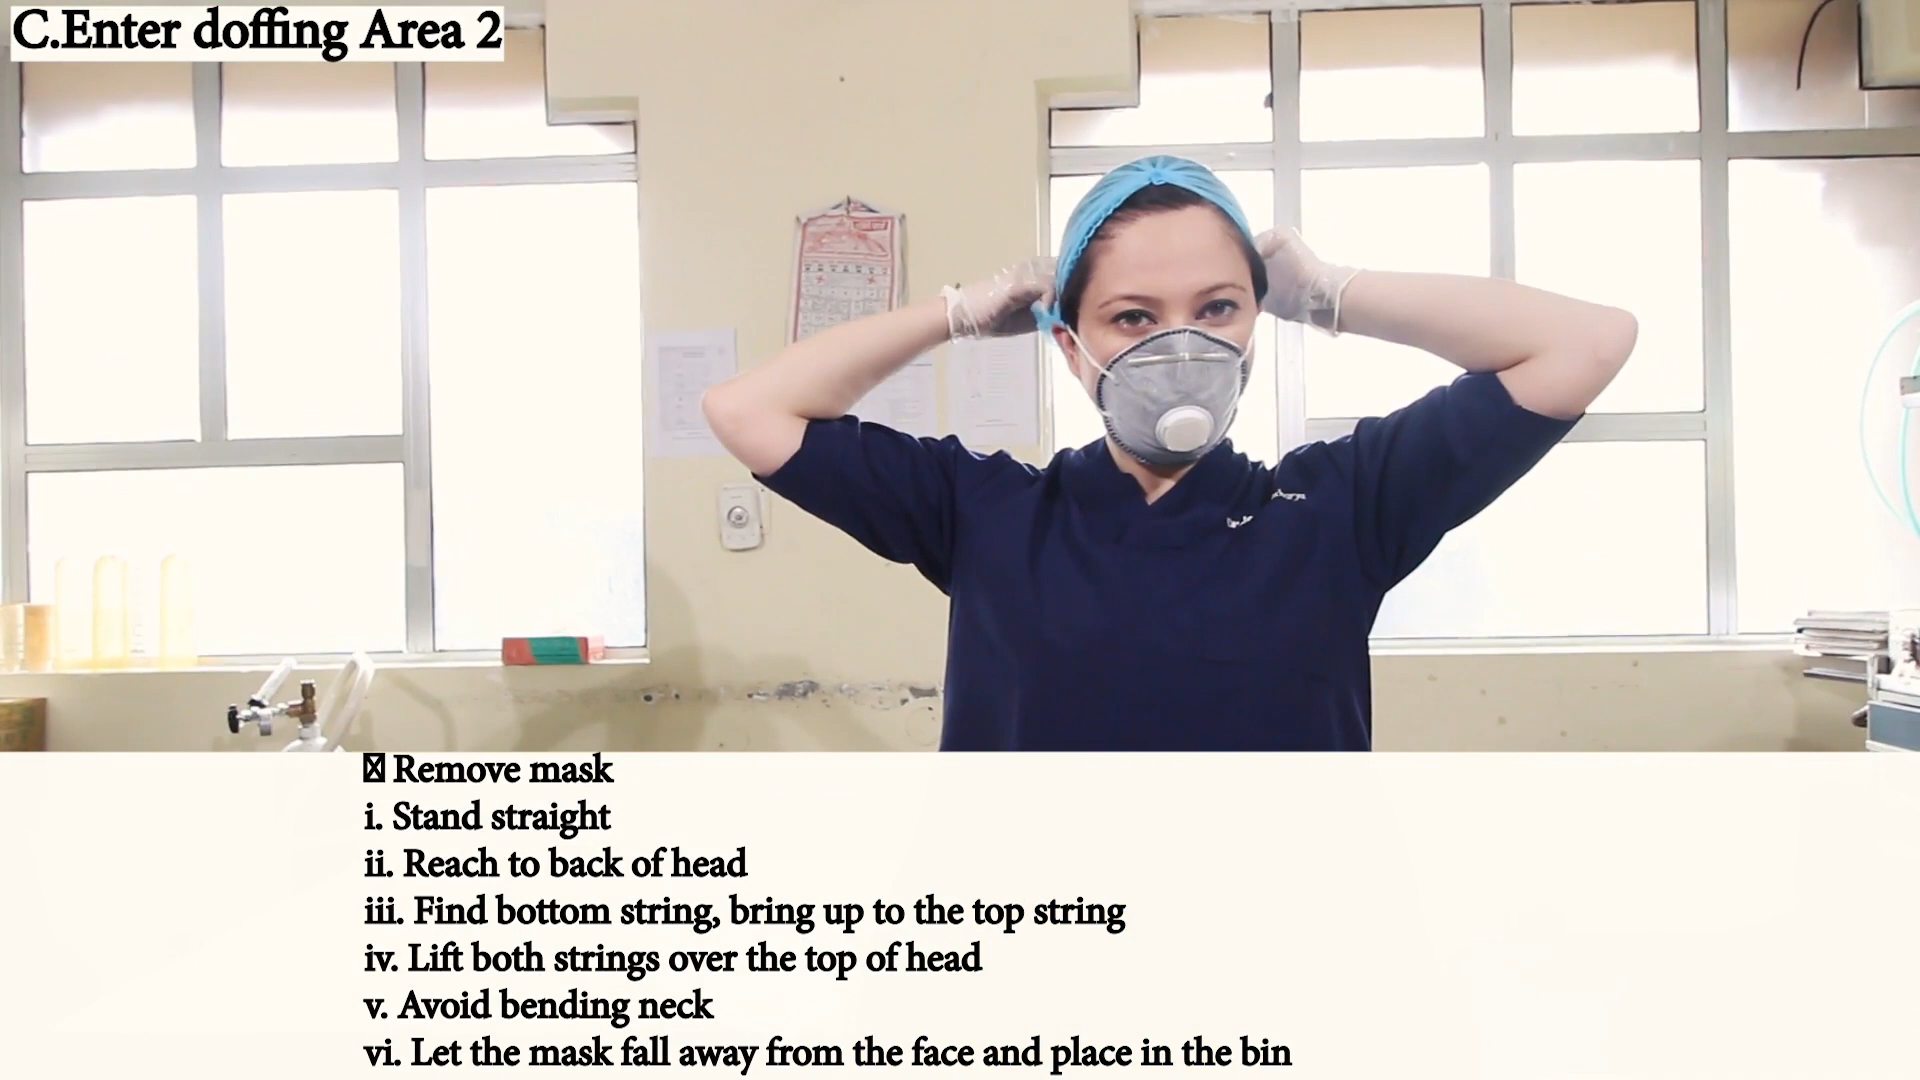 C.Enter doffing Area 2
Remove mask
i. Stand straight
ii. Reach to back of head
iii. Find bottom string, bring up to the top string
iv. Lift both strings over the top of head
v. Avoid bending neck
vi. Let the mask fall away from the face and place in the bin